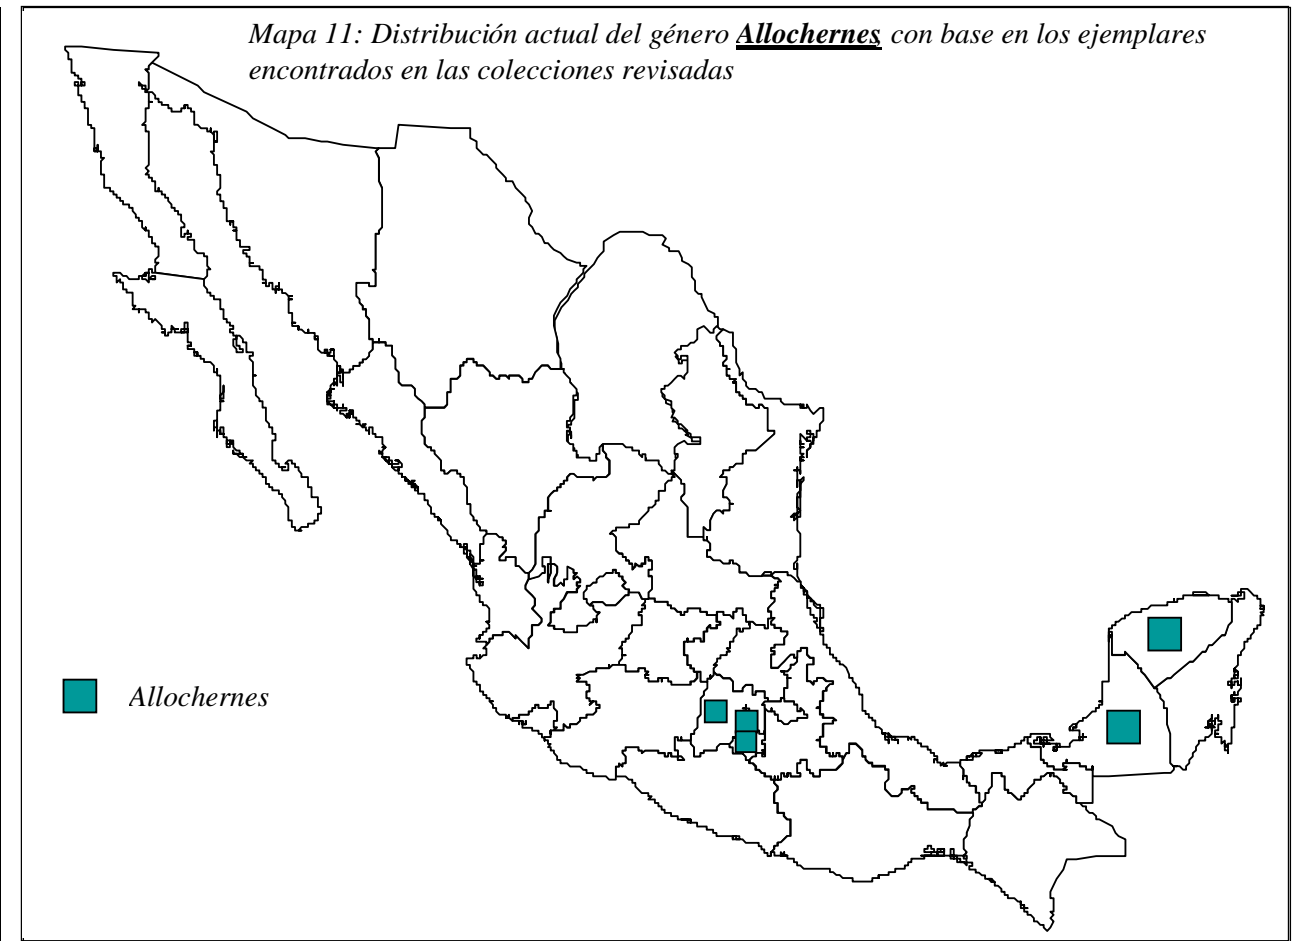 Mapa 11: Distribución actual del género Allochernes, con base en los ejemplares
encontrados en las colecciones revisadas
Allochernes